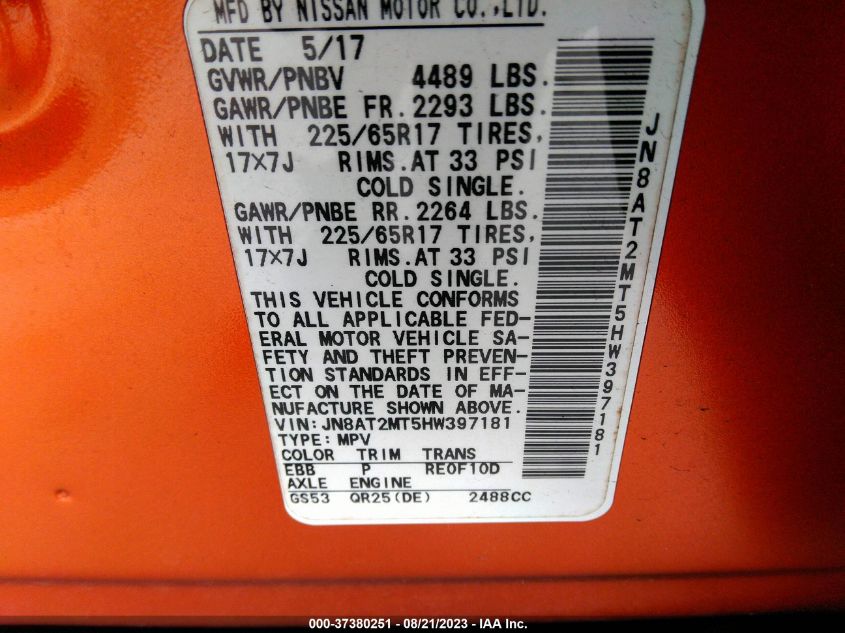 MFD BY NISSAN MOTOR CO.,LTD.
DATE 5/17
GVWR/PNBV 4489 LBS.
GAWR/PNBE FR. 2293 LBS.
WITH 225/65R17 TIRES,
17X7J RIMS.AT 33 PSI
COLD SINGLE.
GAWR/PNBE RR. 2264 LBS.
WITH 225/65R17 TIRES,
17X7J RIMS.AT 33 PSI
COLD SINGLE.
THIS VEHICLE CONFORMS
TO ALL APPLICABLE FED-
ERAL MOTOR VEHICLE SA-
FETY AND THEFT PREVEN-
TION STANDARDS IN EFF-
ECT ON THE DATE OF MA-
NUFACTURE SHOWN ABOVE.
VIN:JN8AT2MT5HW397181
TYPE:MPV
COLOR TRIM TRANS
EBB P RE0F10D
AXLE ENGINE
GS53 QR25(DE) 2488CC
JN8AT2MT5HW397181
000-37380251 - 08/21/2023 - IAA Inc.